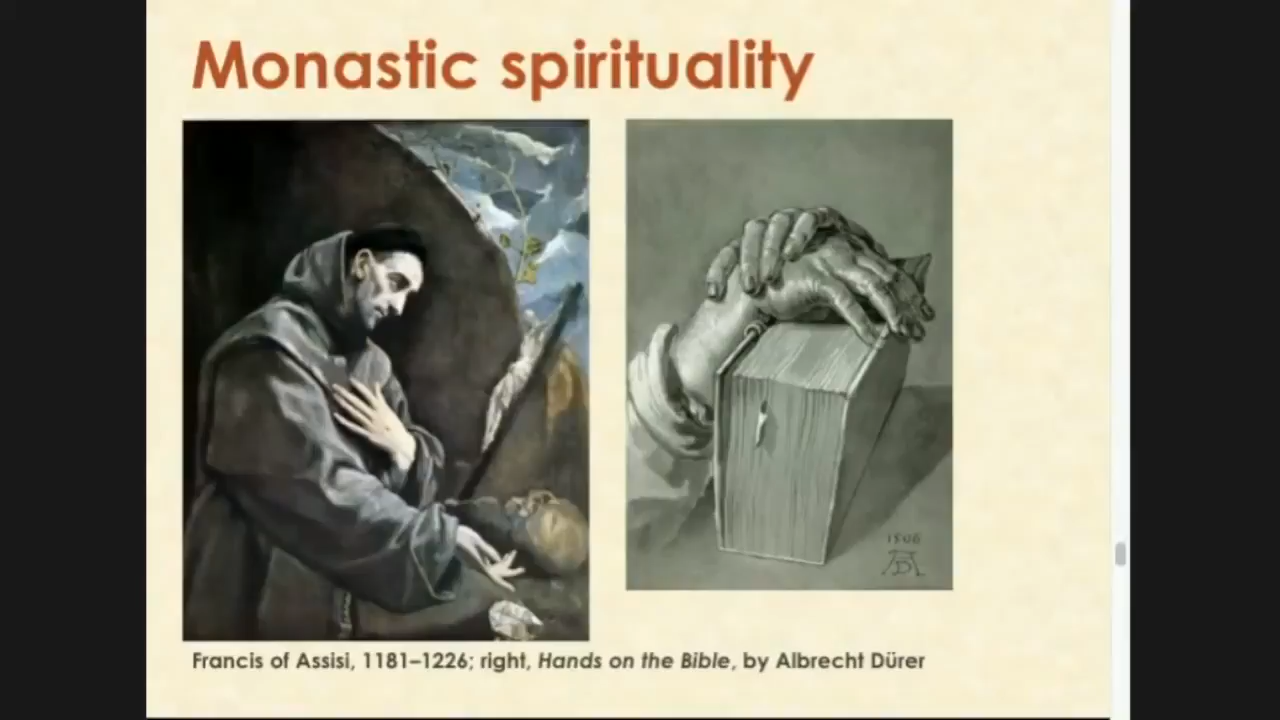 Monastic spirituality
1506
AD
Francis of Assisi, 1181–1226; right, Hands on the Bible, by Albrecht Dürer